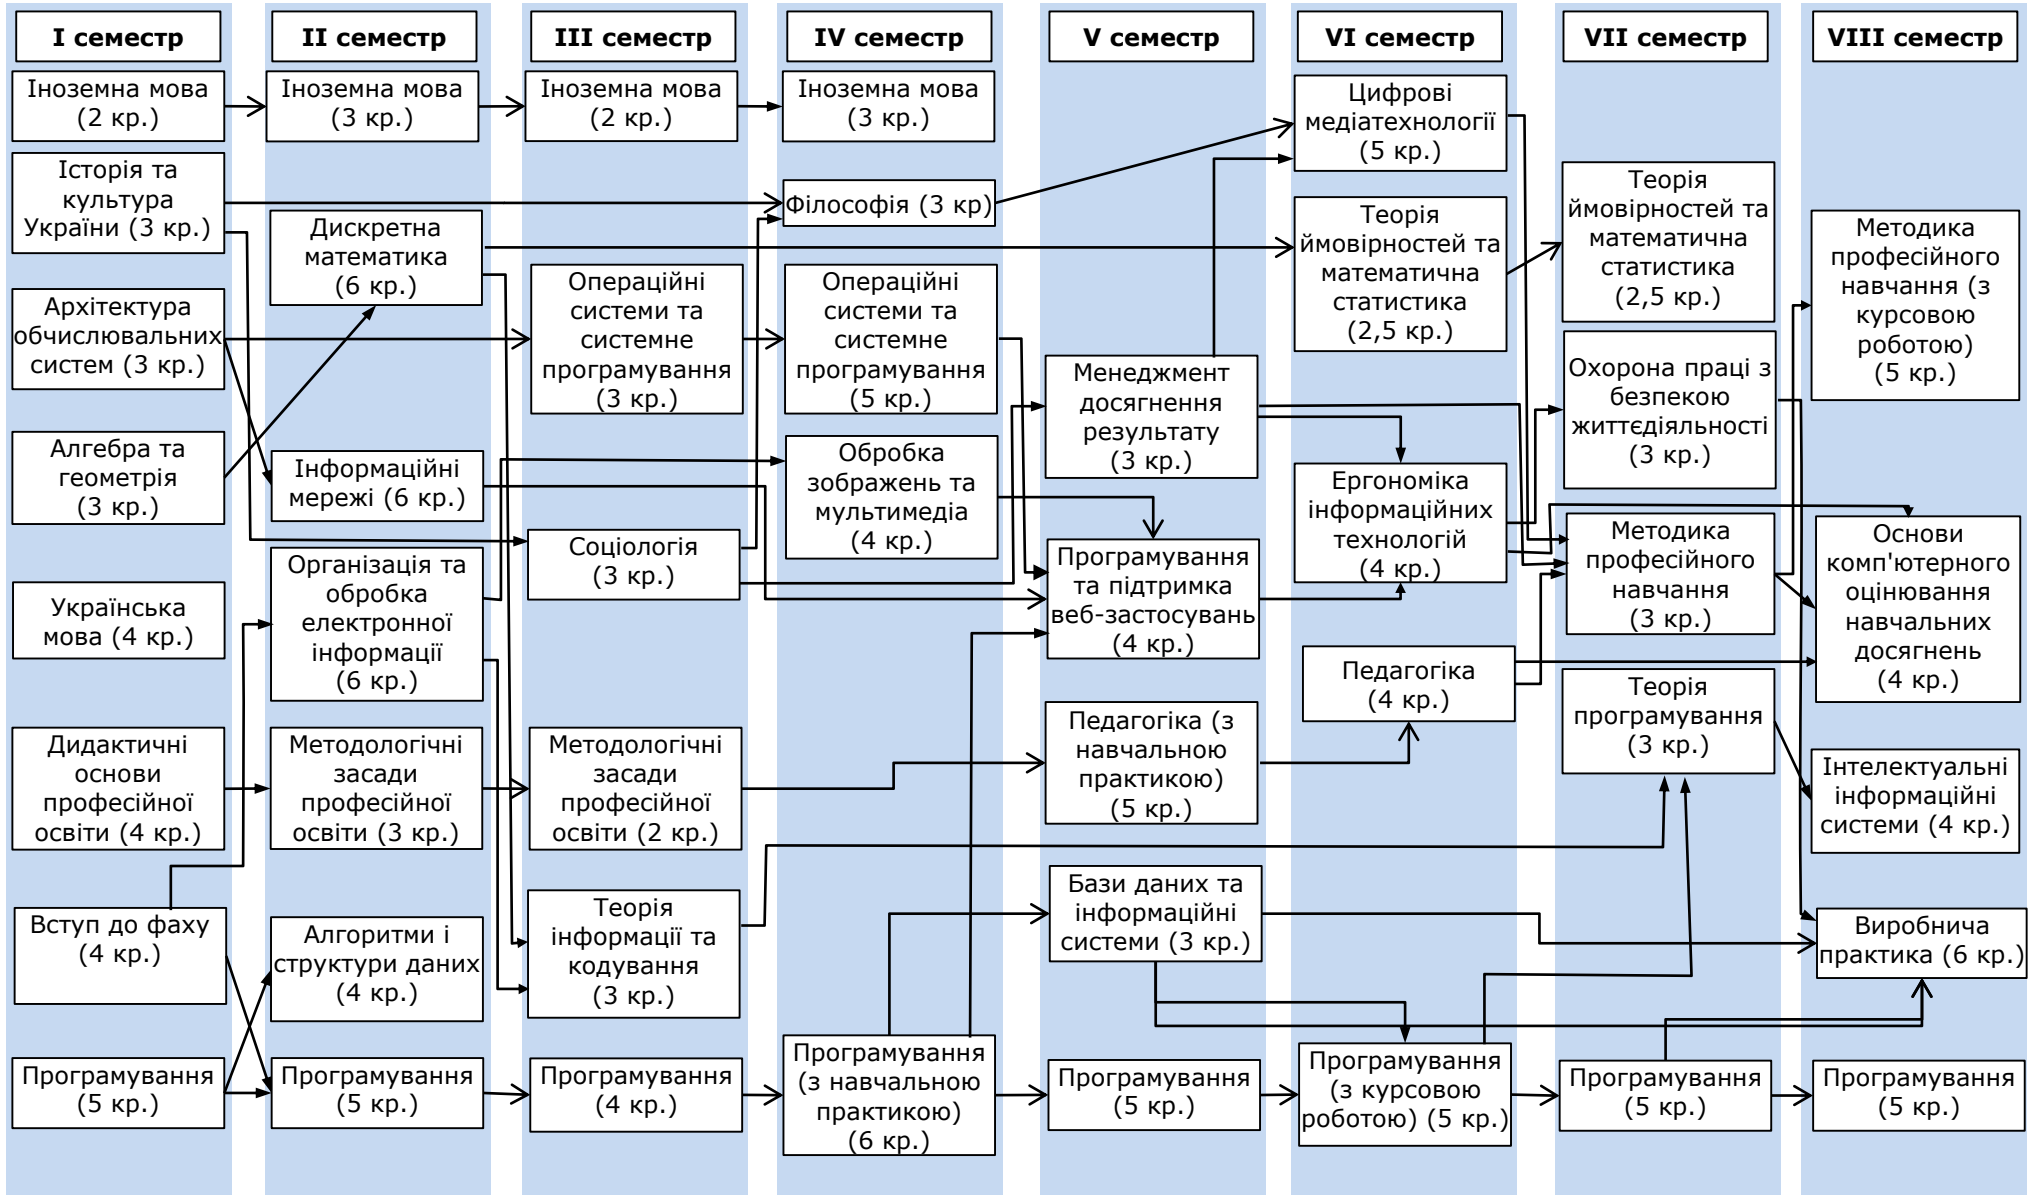 I семестр
Іноземна мова
(2 кр.)
Історія та
культура
України (3 кр.)
Архітектура
обчислювальних
систем (3 кр.)
Алгебра та
геометрія
(3 кр.)
Українська
мова (4 кр.)
Дидактичні
основи
професійної
освіти (4 кр.)
Вступ до фаху
(4 кр.)
Програмування
(5 кр.)
II семестр
Іноземна мова
(3 кр.)
Дискретна
математика
(6 кр.)
Інформаційні
мережі (6 кр.)
Організація та
обробка
електронної
інформації
(6 кр.)
Методологічні
засади
професійної
освіти (3 кр.)
Алгоритми і
структури даних
(4 кр.)
Програмування
(5 кр.)
III семестр
Іноземна мова
(2 кр.)
Операційні
системи та
системне
програмування
(3 кр.)
Соціологія
(3 кр.)
Методологічні
засади
професійної
освіти (2 кр.)
Теорія
інформації та
кодування
(3 кр.)
Програмування
(4 кр.)
IV семестр
Іноземна мова
(3 кр.)
Філософія (3 кр)
Операційні
системи та
системне
програмування
(5 кр.)
Обробка
зображень та
мультимедіа
(4 кр.)
Програмування
(з навчальною
практикою)
(6 кр.)
V семестр
Менеджмент
досягнення
результату
(3 кр.)
Програмування
та підтримка
веб-застосувань
(4 кр.)
Педагогіка (з
навчальною
практикою)
(5 кр.)
Бази даних та
інформаційні
системи (3 кр.)
Програмування
(5 кр.)
VI семестр
Цифрові
медіатехнології
(5 кр.)
Теорія
ймовірностей та
математична
статистика
(2,5 кр.)
Ергономіка
інформаційних
технологій
(4 кр.)
Педагогіка
(4 кр.)
Програмування
(з курсовою
роботою) (5 кр.)
VII семестр
Теорія
ймовірностей та
математична
статистика
(2,5 кр.)
Охорона праці з
безпекою
життєдіяльності
(3 кр.)
Методика
професійного
навчання
(3 кр.)
Теорія
програмування
(3 кр.)
Програмування
(5 кр.)
VIII семестр
Методика
професійного
навчання (з
курсовою
роботою)
(5 кр.)
Основи
комп'ютерного
оцінювання
навчальних
досягнень
(4 кр.)
Інтелектуальні
інформаційні
системи (4 кр.)
Виробнича
практика (6 кр.)
Програмування
(5 кр.)